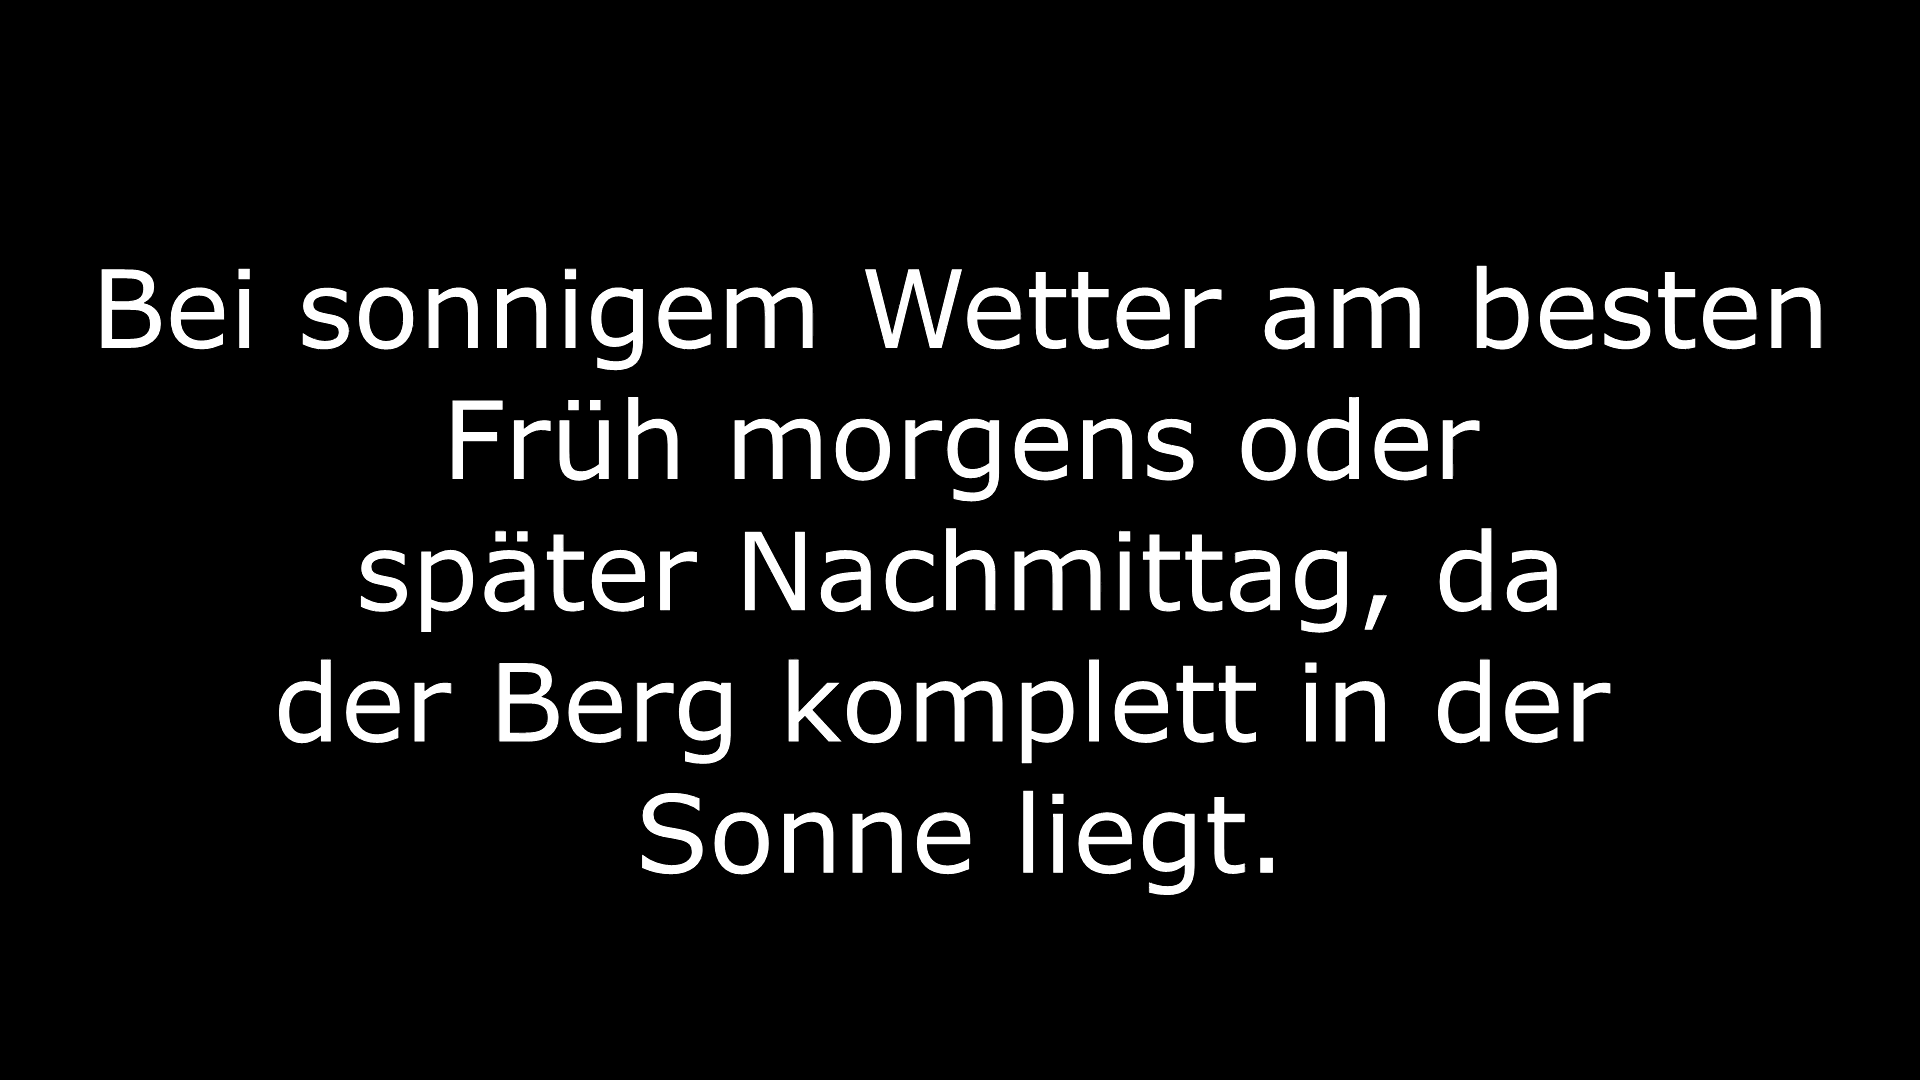 Bei sonnigem Wetter am besten
Früh morgens oder
später Nachmittag, da
der Berg komplett in der
Sonne liegt.